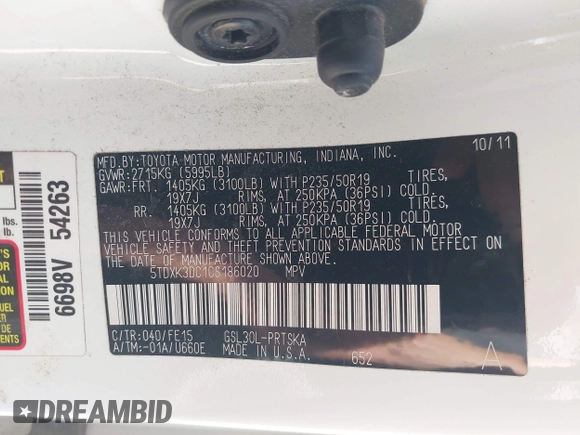 10/11
MFD.BY:TOYOTA MOTOR MANUFACTURING, INDIANA, INC.
GVWR:2715KG (5995LB)
GAWR:FRT. 1405KG (3100LB) WITH P235/50R19 TIRES,
19X7J RIMS, AT 250KPA (36PSI) COLD.
RR. 1405KG (3100LB) WITH P235/50R19 TIRES,
19X7J RIMS, AT 250KPA (36PSI) COLD.
THIS VEHICLE CONFORMS TO ALL APPLICABLE FEDERAL MOTOR
VEHICLE SAFETY STANDARDS IN EFFECT ON
THE DATE OF MANUFACTURE SHOWN ABOVE.
5TDXK3DC1CS186020 MPV
C/TR:040/FE15 GSL30L-PRTSKA
A/TM:-01A/U660E MADE IN U.S.A. 652 A
6698V 54263
lbs.
DREAMBID